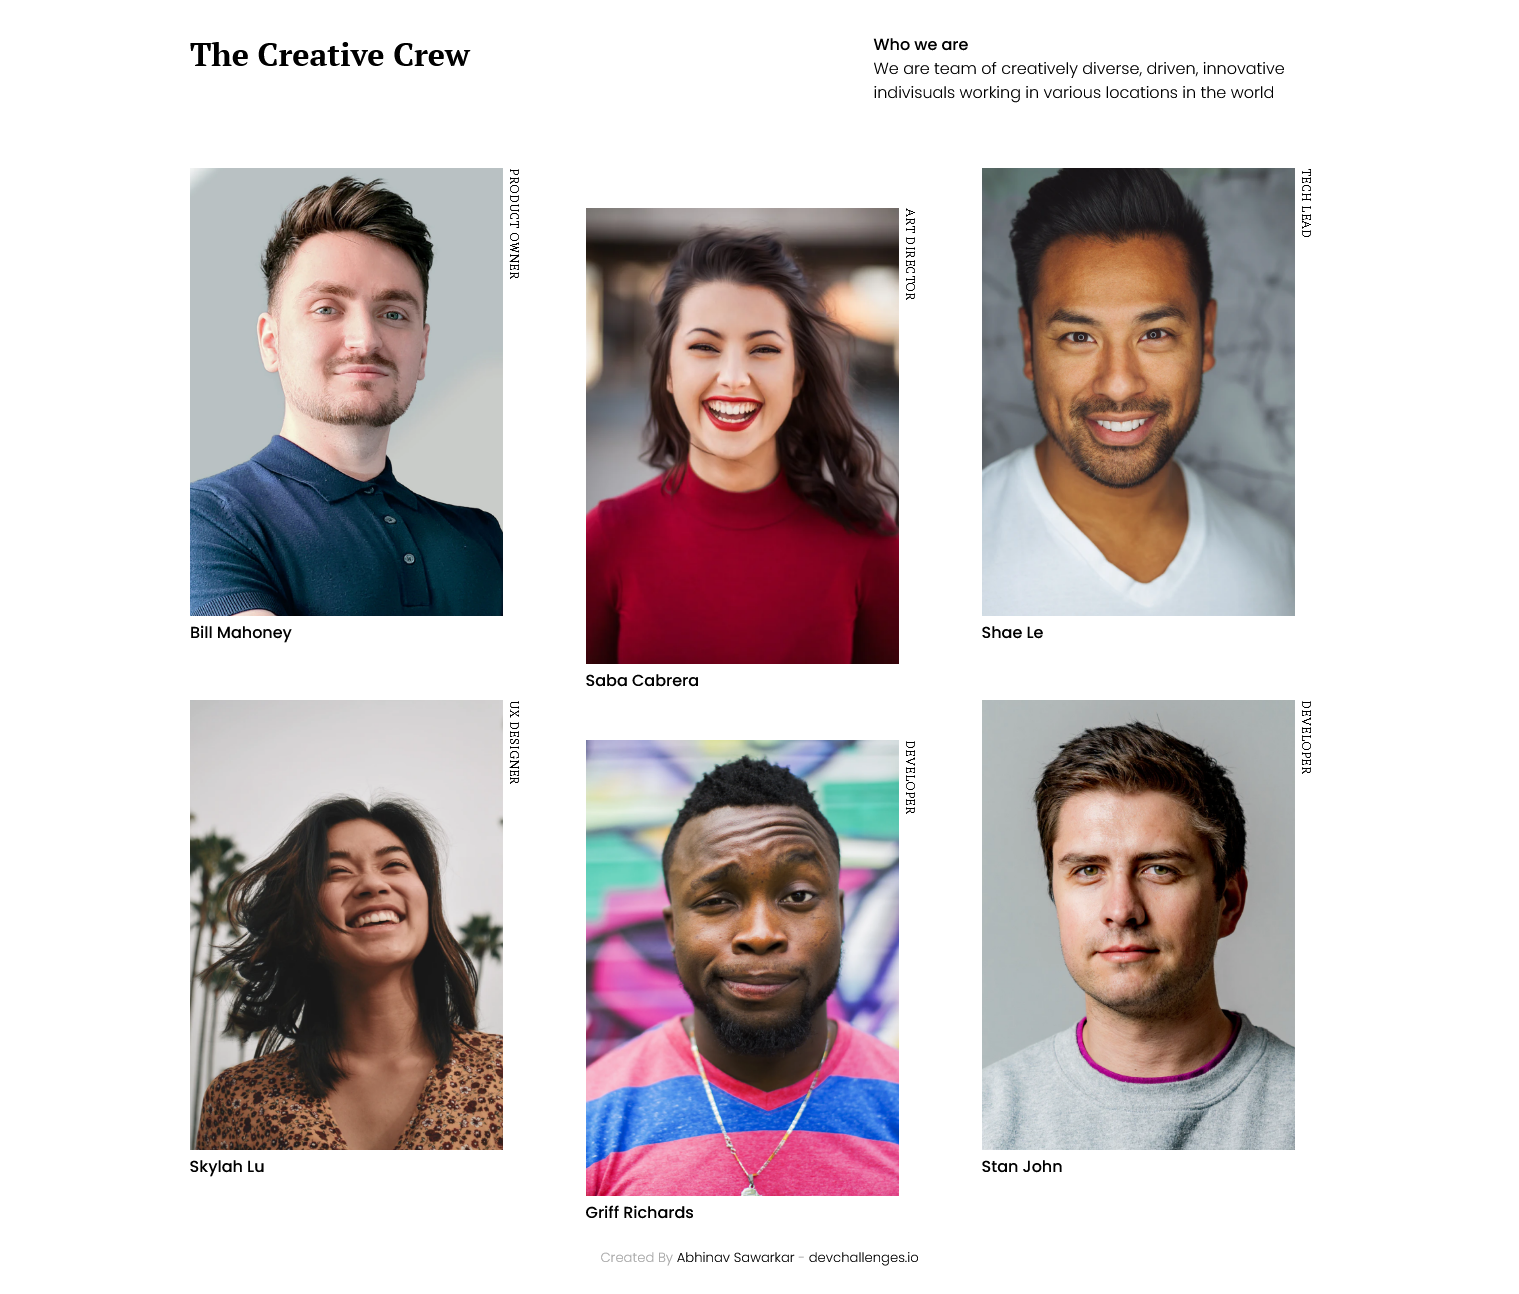 The Creative Crew
Who we are
We are team of creatively diverse, driven, innovative
indivisuals working in various locations in the world
PRODUCT OWNER
Bill Mahoney
ART DIRECTOR
Saba Cabrera
TECH LEAD
Shae Le
UX DESIGNER
Skylah Lu
DEVELOPER
Griff Richards
DEVELOPER
Stan John
Created By Abhinav Sawarkar - devchallenges.io